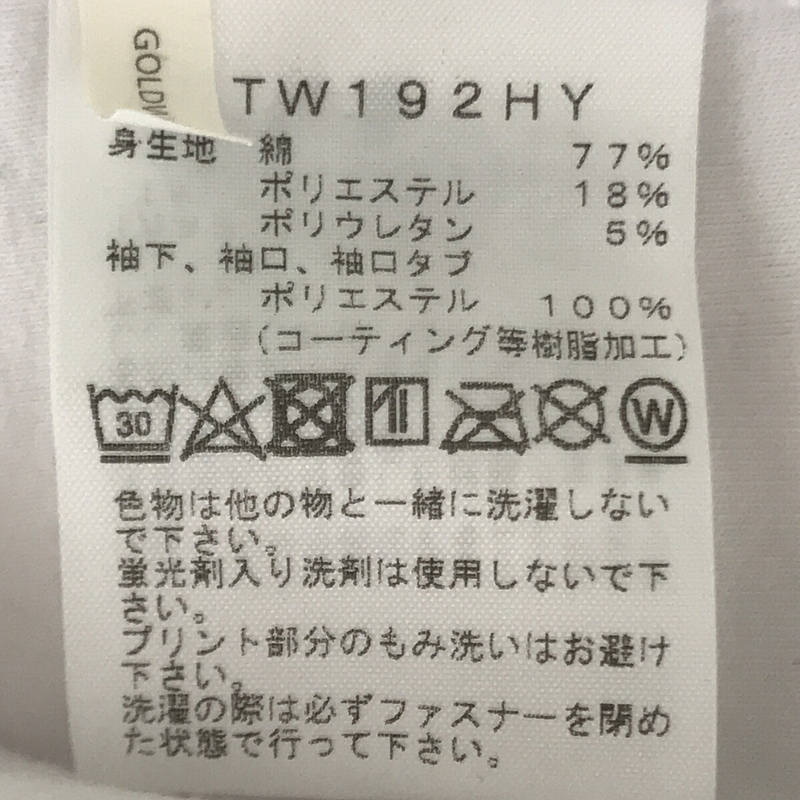 GOLDW
TW192HY
身生地 綿 77%
ポリエステル 18%
ポリウレタン 5%
袖下、袖口、袖口タブ
ポリエステル 100%
(コーティング等樹脂加工)
30 W
色物は他の物と一緒に洗濯しない
で下さい。
蛍光剤入り洗剤は使用しないで下
さい。
プリント部分のもみ洗いはお避け
下さい。
洗濯の際は必ずファスナーを閉め
た状態で行って下さい。